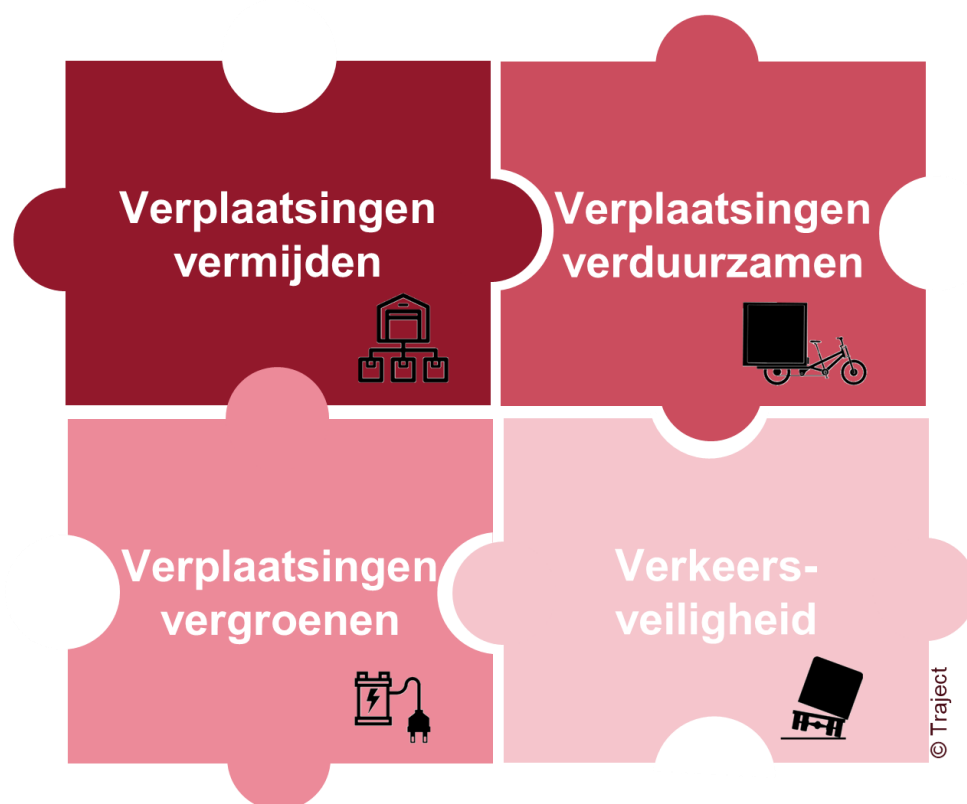 Verplaatsingen
vermijden
Verplaatsingen
verduurzamen
Verplaatsingen
vergroenen
Verkeers-
veiligheid
© Traject